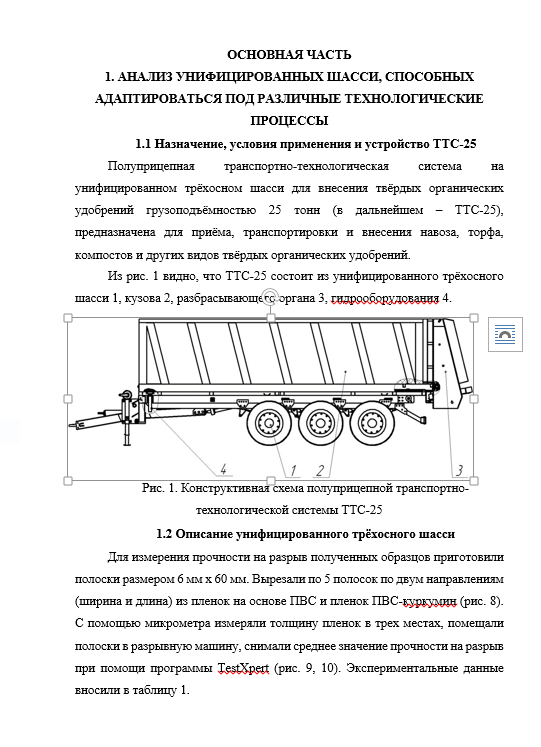 ОСНОВНАЯ ЧАСТЬ
1. АНАЛИЗ УНИФИЦИРОВАННЫХ ШАССИ, СПОСОБНЫХ
АДАПТИРОВАТЬСЯ ПОД РАЗЛИЧНЫЕ ТЕХНОЛОГИЧЕСКИЕ
ПРОЦЕССЫ
1.1 Назначение, условия применения и устройство ТТС-25
Полуприцепная транспортно-технологическая система на
унифицированном трёхосном шасси для внесения твёрдых органических
удобрений грузоподъёмностью 25 тонн (в дальнейшем – ТТС-25),
предназначена для приёма, транспортировки и внесения навоза, торфа,
компостов и других видов твёрдых органических удобрений.
Из рис. 1 видно, что ТТС-25 состоит из унифицированного трёхосного
шасси 1, кузова 2, разбрасывающего органа 3, гидрооборудования 4.
4 1 2 3
Рис. 1. Конструктивная схема полуприцепной транспортно-
технологической системы ТТС-25
1.2 Описание унифицированного трёхосного шасси
Для измерения прочности на разрыв полученных образцов приготовили
полоски размером 6 мм х 60 мм. Вырезали по 5 полосок по двум направлениям
(ширина и длина) из пленок на основе ПВС и пленок ПВС-куркумин (рис. 8).
С помощью микрометра измеряли толщину пленок в трех местах, помещали
полоски в разрывную машину, снимали среднее значение прочности на разрыв
при помощи программы TestXpert (рис. 9, 10). Экспериментальные данные
вносили в таблицу 1.